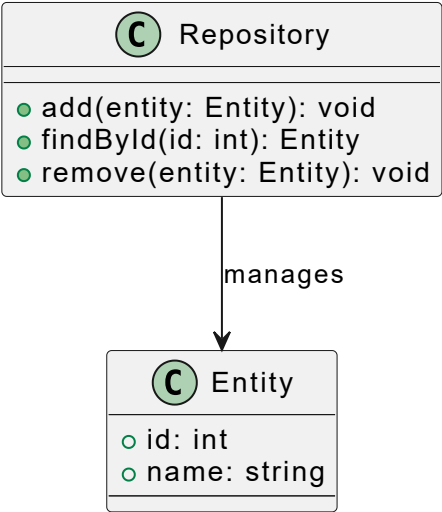 C Repository
add(entity: Entity): void
findById(id: int): Entity
remove(entity: Entity): void
manages
C Entity
id: int
name: string